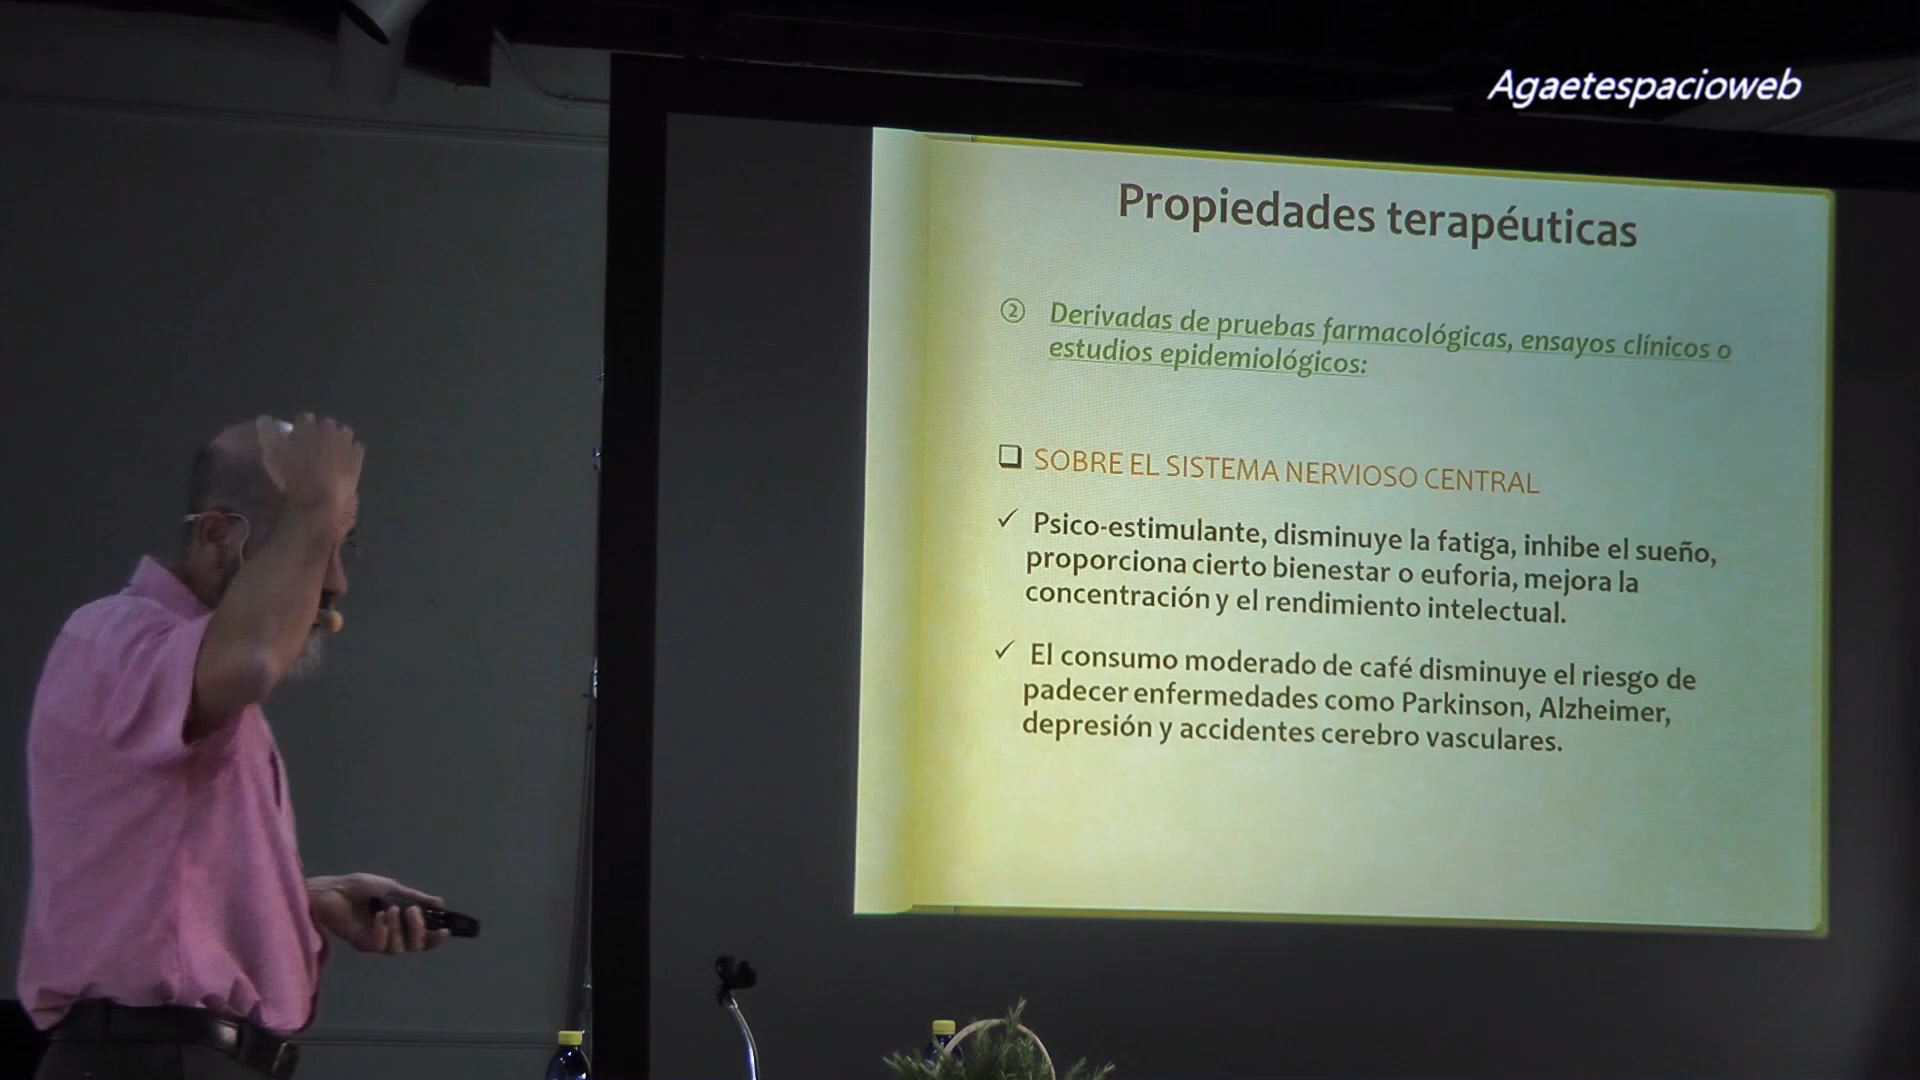 Agaetespacioweb
Propiedades terapéuticas
② Derivadas de pruebas farmacológicas, ensayos clínicos o
estudios epidemiológicos:
❑ SOBRE EL SISTEMA NERVIOSO CENTRAL
✓ Psico-estimulante, disminuye la fatiga, inhibe el sueño,
proporciona cierto bienestar o euforia, mejora la
concentración y el rendimiento intelectual.
✓ El consumo moderado de café disminuye el riesgo de
padecer enfermedades como Parkinson, Alzheimer,
depresión y accidentes cerebro vasculares.